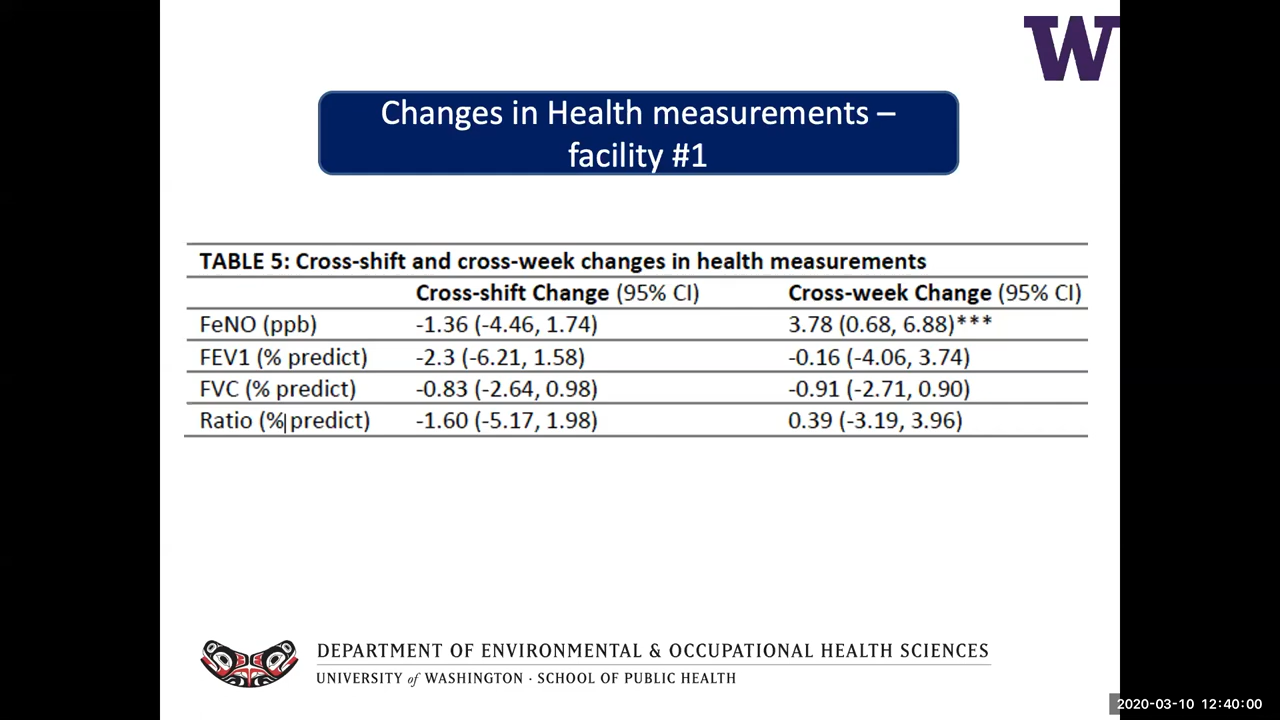 W
Changes in Health measurements –
facility #1
TABLE 5: Cross-shift and cross-week changes in health measurements
Cross-shift Change (95% CI) Cross-week Change (95% CI)
FeNO (ppb) -1.36 (-4.46, 1.74) 3.78 (0.68, 6.88)***
FEV1 (% predict) -2.3 (-6.21, 1.58) -0.16 (-4.06, 3.74)
FVC (% predict) -0.83 (-2.64, 0.98) -0.91 (-2.71, 0.90)
Ratio (% predict) -1.60 (-5.17, 1.98) 0.39 (-3.19, 3.96)
DEPARTMENT OF ENVIRONMENTAL & OCCUPATIONAL HEALTH SCIENCES
UNIVERSITY of WASHINGTON · SCHOOL OF PUBLIC HEALTH
2020-03-10 12:40:00